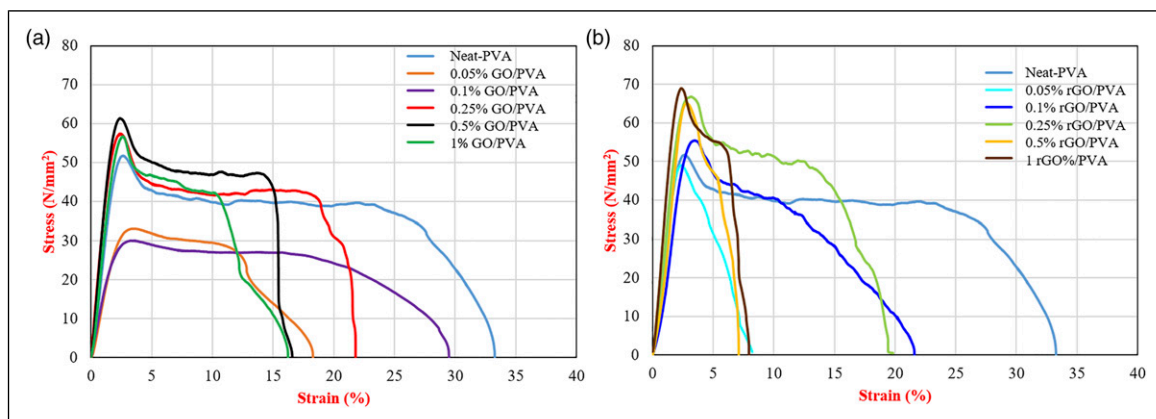 (a)
80
70
60
50
40
30
20
10
0
Stress (N/mm²)
0 5 10 15 20 25 30 35 40
Strain (%)
Neat-PVA
0.05% GO/PVA
0.1% GO/PVA
0.25% GO/PVA
0.5% GO/PVA
1% GO/PVA
(b)
80
70
60
50
40
30
20
10
0
Stress (N/mm²)
0 5 10 15 20 25 30 35 40
Strain (%)
Neat-PVA
0.05% rGO/PVA
0.1% rGO/PVA
0.25% rGO/PVA
0.5% rGO/PVA
1 rGO%/PVA